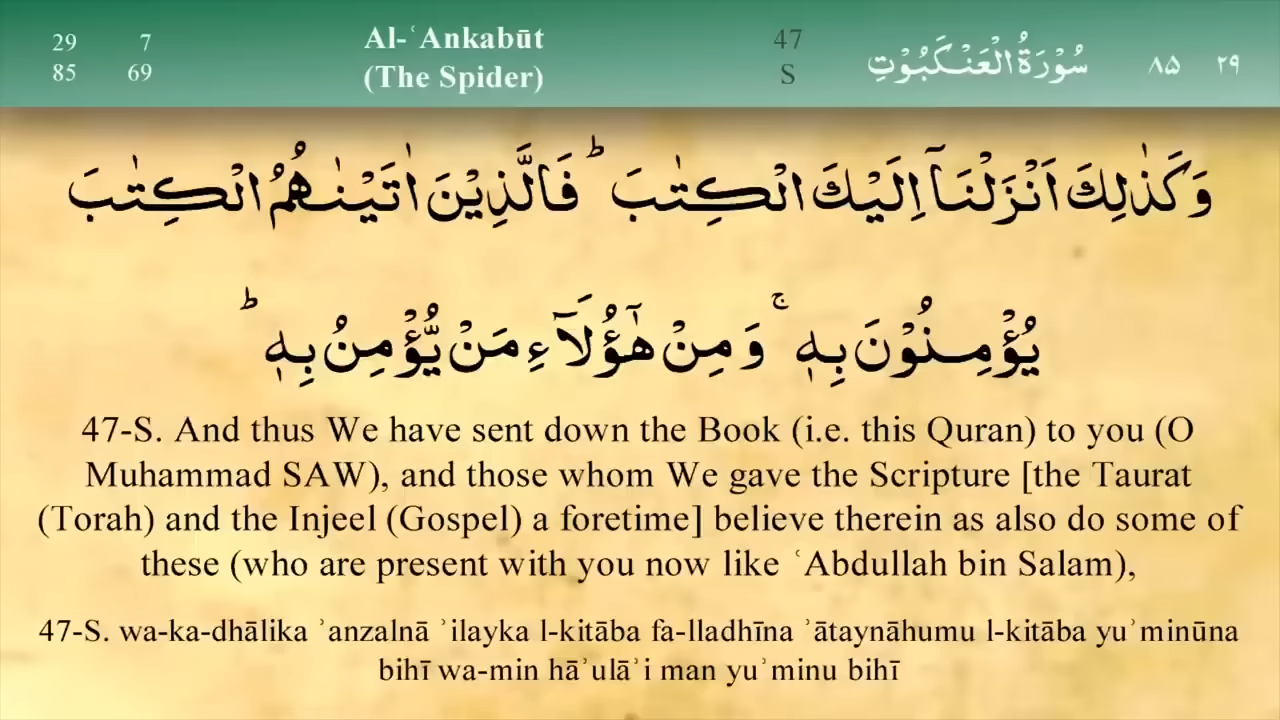 29 7 Al-ʿAnkabūt 47 سُوْرَةُ الْعَنْكَبُوْتِ ٨٥ ٢٩
85 69 (The Spider) S
وَكَذٰلِكَ اَنْزَلْنَآ اِلَيْكَ الْكِتٰبَ ؕ فَالَّذِيْنَ اٰتَيْنٰهُمُ الْكِتٰبَ
يُؤْمِنُوْنَ بِهٖ ۚ وَمِنْ هٰٓؤُلَآءِ مَنْ يُّؤْمِنُ بِهٖ ؕ
47-S. And thus We have sent down the Book (i.e. this Quran) to you (O
Muhammad SAW), and those whom We gave the Scripture [the Taurat
(Torah) and the Injeel (Gospel) a foretime] believe therein as also do some of
these (who are present with you now like ʿAbdullah bin Salam),
47-S. wa-ka-dhālika ʾanzalnā ʾilayka l-kitāba fa-lladhīna ʾātaynāhumu l-kitāba yuʾminūna
bihī wa-min hāʾulāʾi man yuʾminu bihī